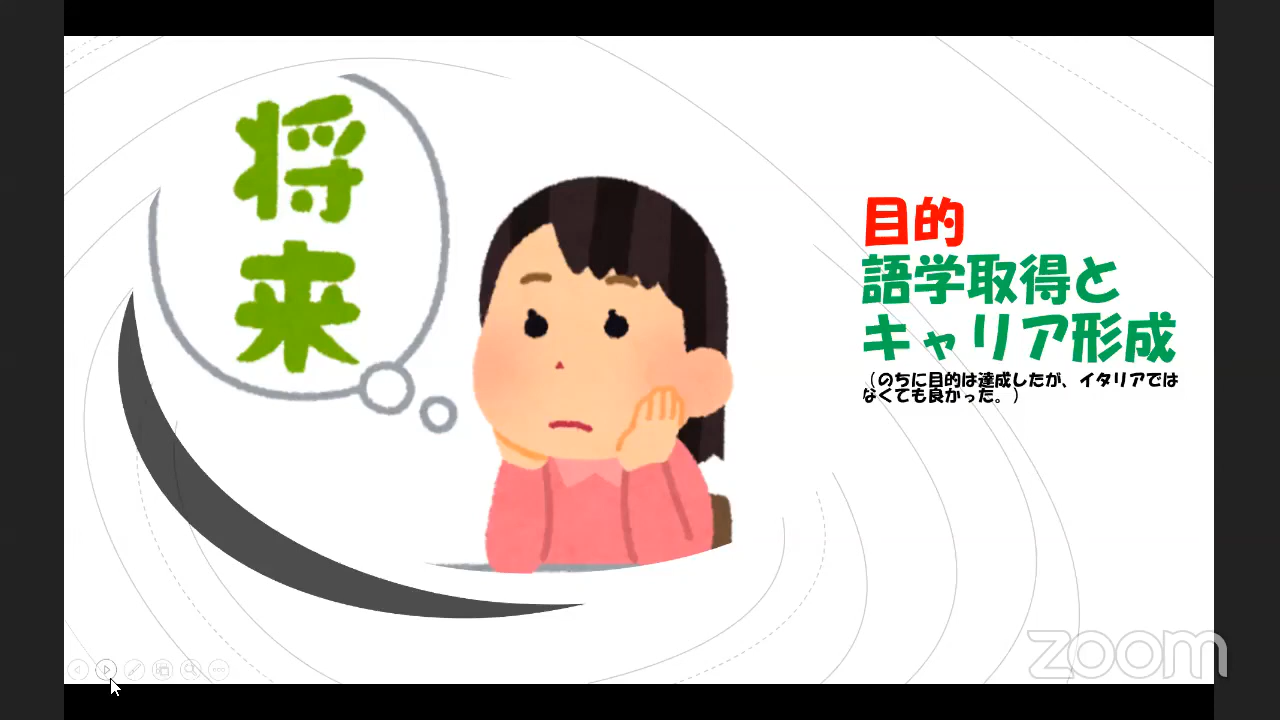 将来
目的
語学取得と
キャリア形成
（のちに目的は達成したが、イタリアでは
なくても良かった。）
zoom